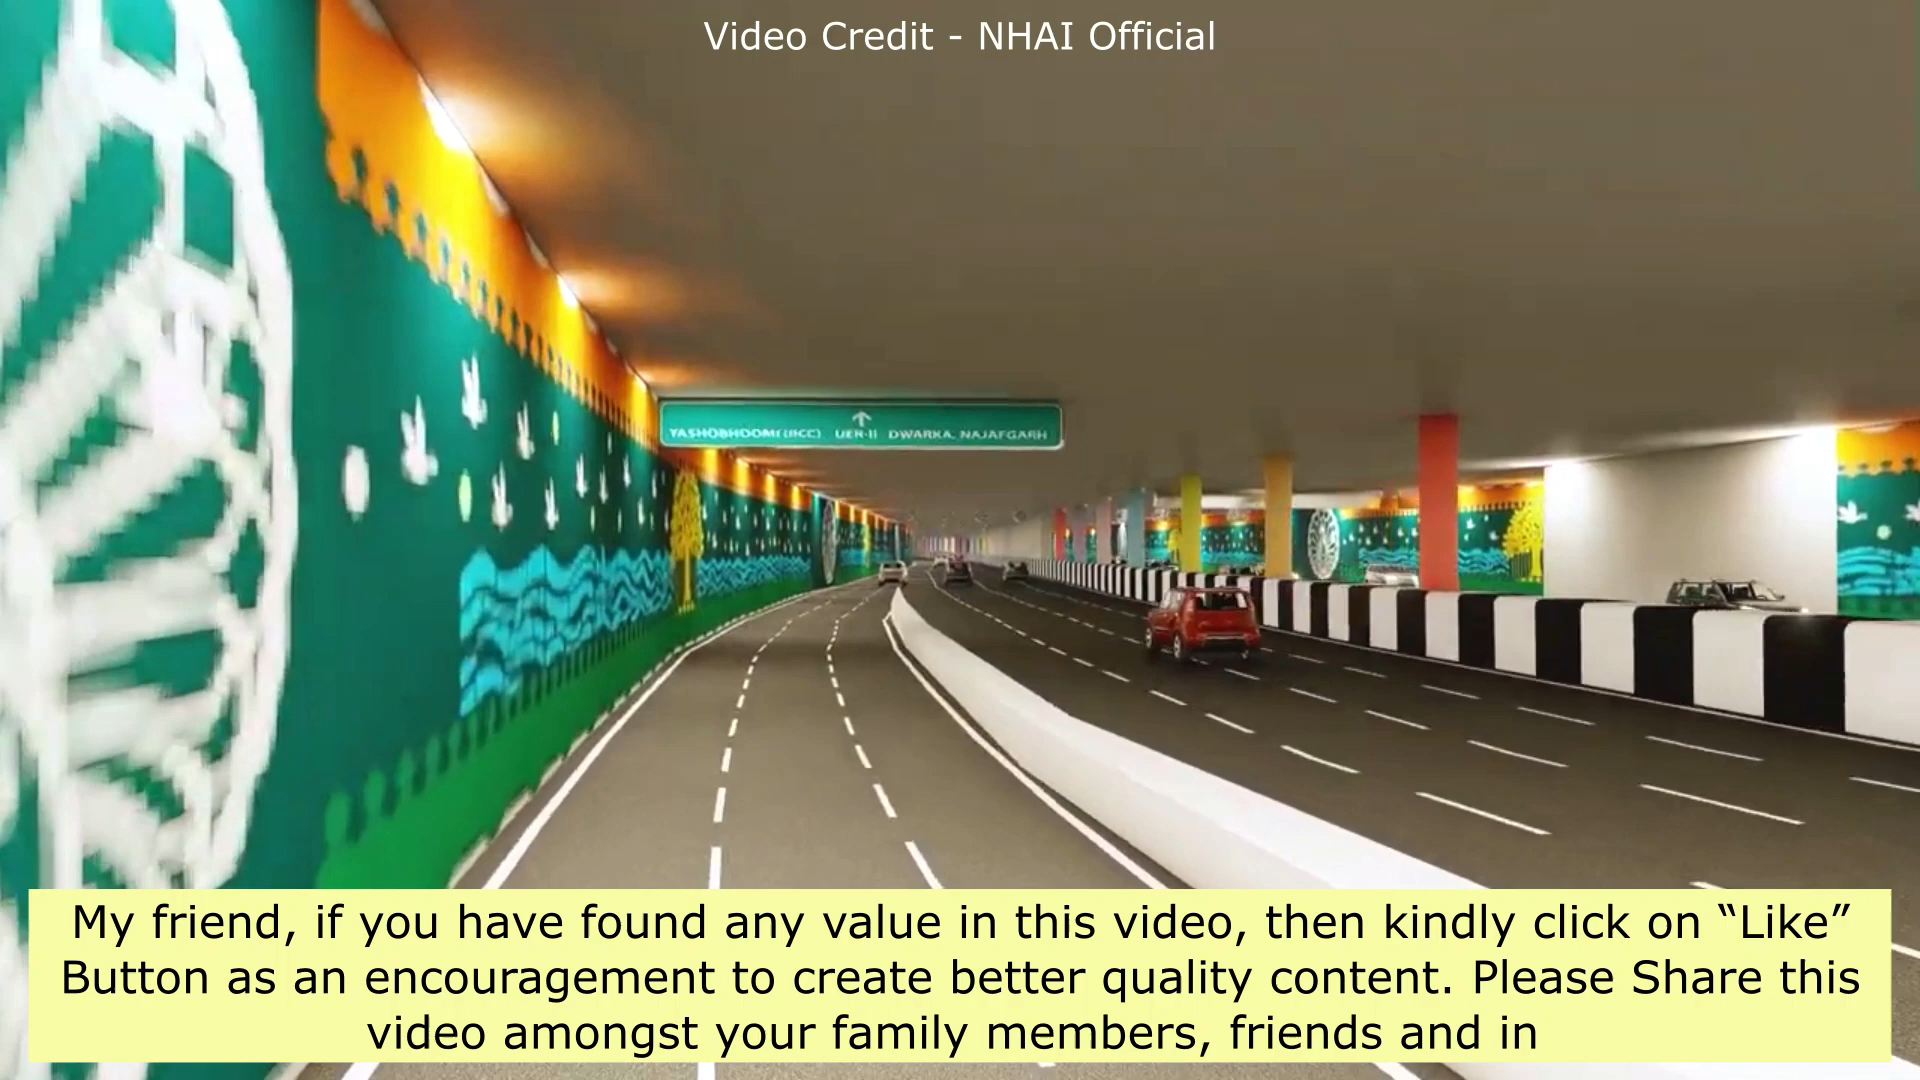 Video Credit - NHAI Official
YASHOBHOOMI (IICC) UER-II DWARKA, NAJAFGARH
My friend, if you have found any value in this video, then kindly click on “Like”
Button as an encouragement to create better quality content. Please Share this
video amongst your family members, friends and in